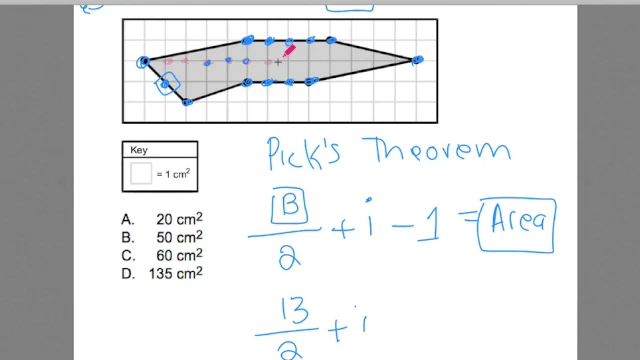 Key
= 1 cm²
A. 20 cm²
B. 50 cm²
C. 60 cm²
D. 135 cm²
Pick's Theorem
B/2 + i - 1 = Area
13/2 + i